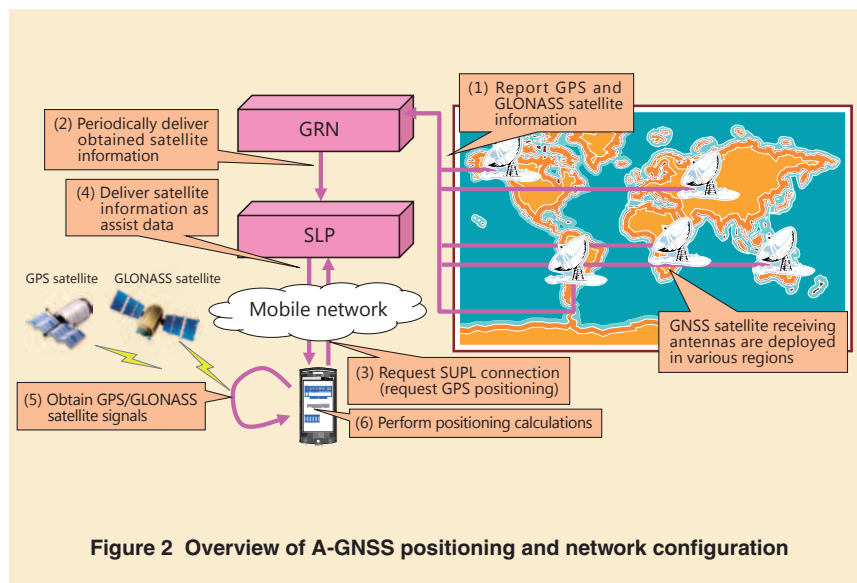 (1) Report GPS and
GLONASS satellite
information
GRN
(2) Periodically deliver
obtained satellite
information
(4) Deliver satellite
information as
assist data
SLP
GPS satellite
GLONASS satellite
Mobile network
GNSS satellite receiving
antennas are deployed
in various regions
(3) Request SUPL connection
(request GPS positioning)
(5) Obtain GPS/GLONASS
satellite signals
(6) Perform positioning calculations
Figure 2 Overview of A-GNSS positioning and network configuration